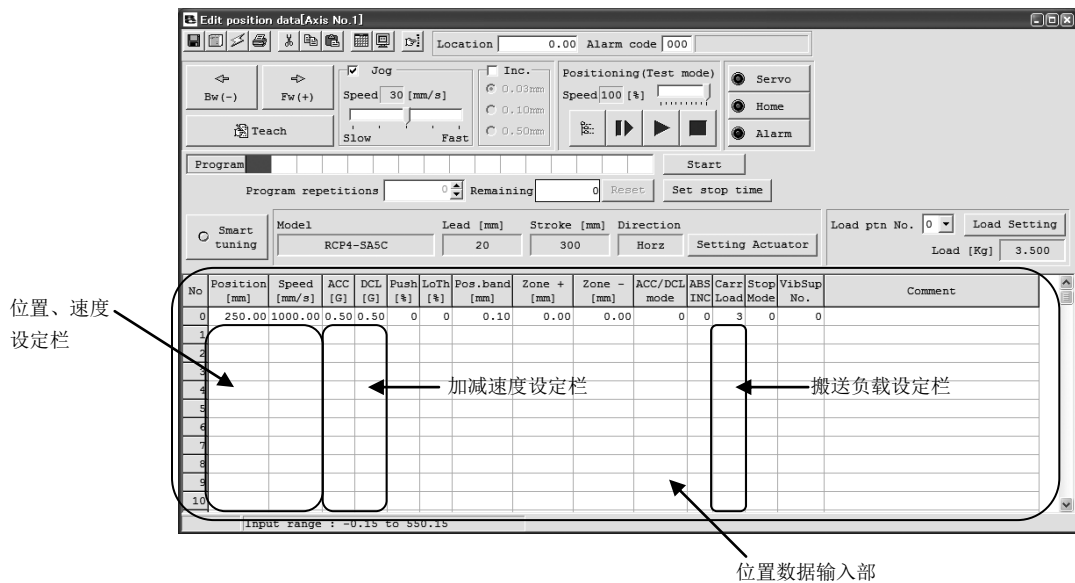 Edit position data[Axis No.1]
Location 0.00 Alarm code 000
Bw(-) Fw(+)
Teach
Jog
Speed 30 [mm/s]
Slow Fast
Inc.
0.03mm
0.10mm
0.50mm
Positioning(Test mode)
Speed 100 [%]
Servo
Home
Alarm
Program Start
Program repetitions 0 Remaining 0 Reset Set stop time
Smart tuning
Model Lead [mm] Stroke [mm] Direction
RCP4-SA5C 20 300 Horz Setting Actuator
Load ptn No. 0 Load Setting
Load [Kg] 3.500
No Position [mm] Speed [mm/s] ACC [G] DCL [G] Push [%] LoTh [%] Pos.band [mm] Zone + [mm] Zone - [mm] ACC/DCL mode ABS INC Carr Load Stop Mode VibSup No. Comment
0 250.00 1000.00 0.50 0.50 0 0 0.10 0.00 0.00 0 0 3 0 0
1
2
3
4
5
6
7
8
9
10
Input range : -0.15 to 550.15
位置、速度
设定栏
加减速度设定栏
搬送负载设定栏
位置数据输入部